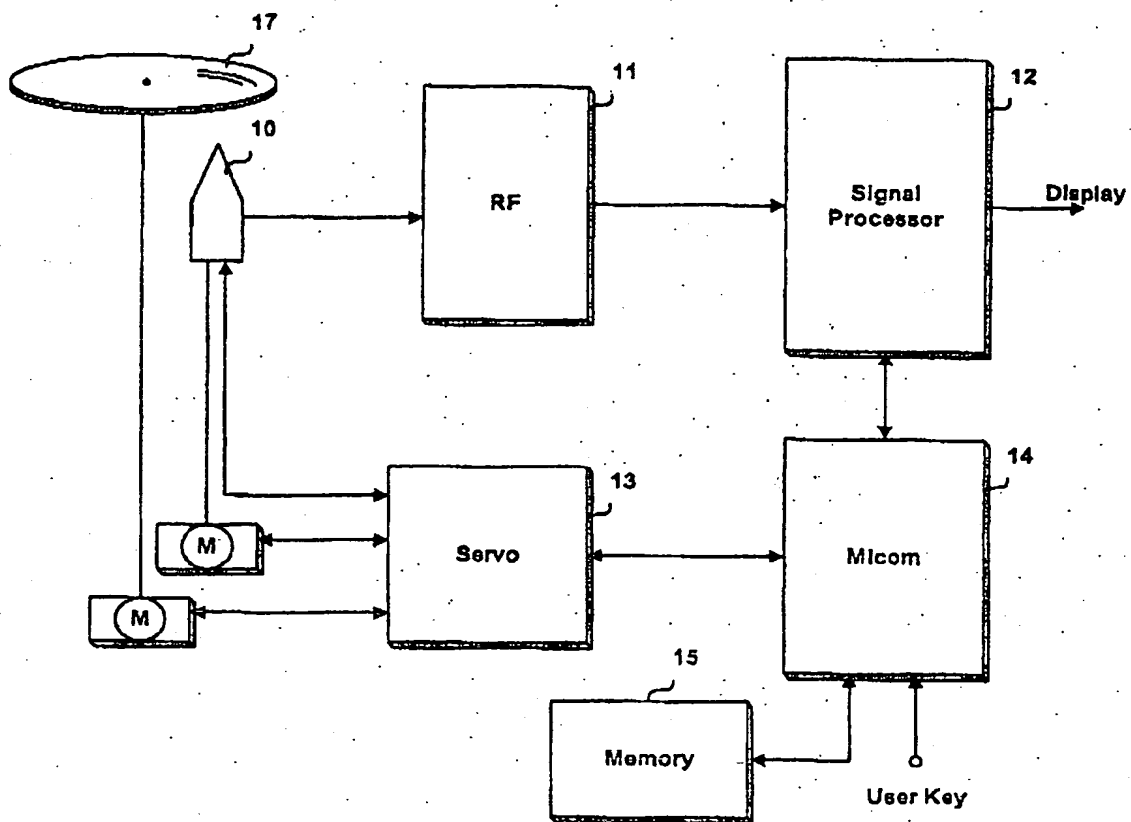 17
10
11
RF
12
Signal
Processor
Display
13
Servo
14
Micom
M
M
15
Memory
User Key